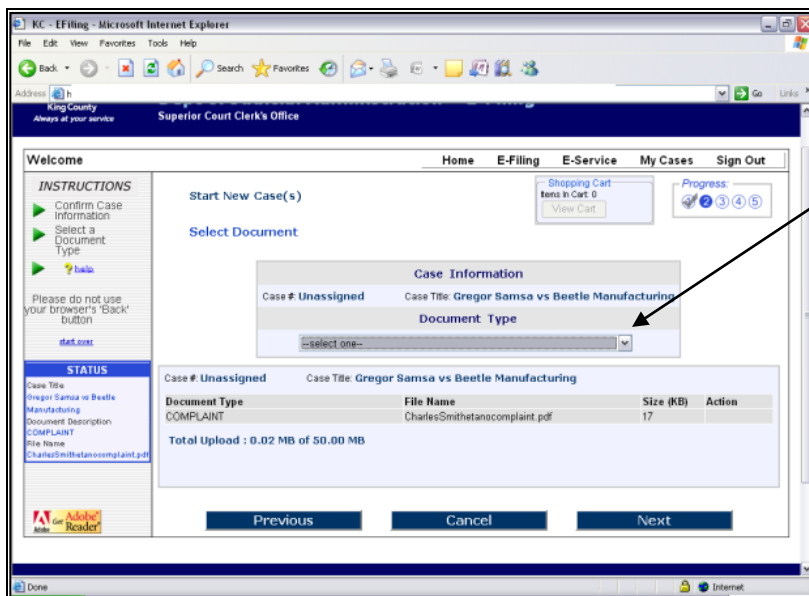 KC - EFiling - Microsoft Internet Explorer
File Edit View Favorites Tools Help
Back Search Favorites
Address h Go Links »
King County
Always at your service
Superior Court Clerk's Office
Welcome Home E-Filing E-Service My Cases Sign Out
INSTRUCTIONS
Confirm Case
Information
Select a
Document
Type
? help
Please do not use
your browser's 'Back'
button
start over
STATUS
Case Title
Gregor Samsa vs Beetle
Manufacturing
Document Description
COMPLAINT
File Name
CharlesSmithetanocomplaint.pdf
Get Adobe®
Reader®
Adobe
Start New Case(s)
Shopping Cart
Items In Cart: 0
View Cart
Progress:
2 3 4 5
Select Document
Case Information
Case #: Unassigned Case Title: Gregor Samsa vs Beetle Manufacturing
Document Type
--select one--
Case #: Unassigned Case Title: Gregor Samsa vs Beetle Manufacturing
Document Type File Name Size (KB) Action
COMPLAINT CharlesSmithetanocomplaint.pdf 17
Total Upload : 0.02 MB of 50.00 MB
Previous Cancel Next
Done Internet